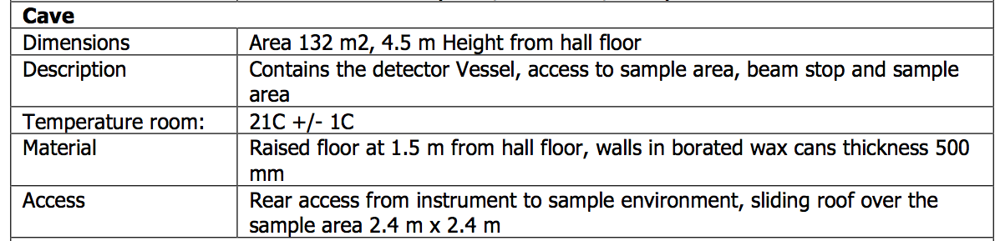 Cave
Dimensions Area 132 m2, 4.5 m Height from hall floor
Description Contains the detector Vessel, access to sample area, beam stop and sample
area
Temperature room: 21C +/- 1C
Material Raised floor at 1.5 m from hall floor, walls in borated wax cans thickness 500
mm
Access Rear access from instrument to sample environment, sliding roof over the
sample area 2.4 m x 2.4 m